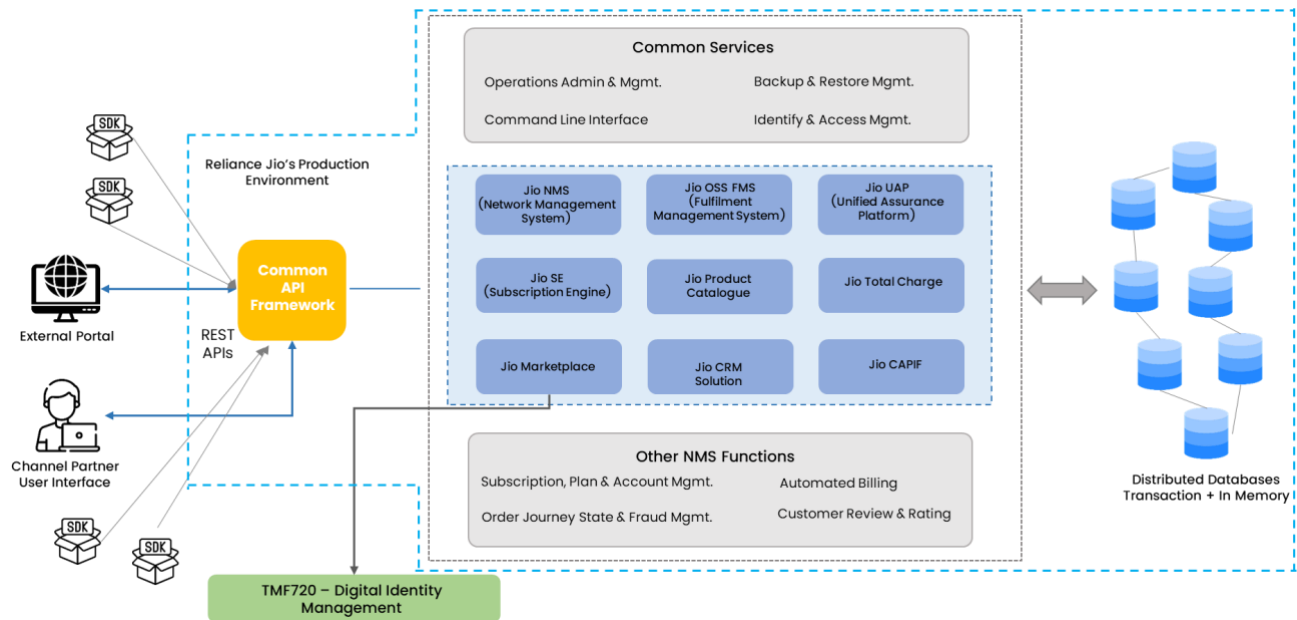 Common Services
Operations Admin & Mgmt.
Backup & Restore Mgmt.
Command Line Interface
Identify & Access Mgmt.
SDK
SDK
Reliance Jio's Production
Environment
Jio NMS
(Network Management
System)
Jio OSS FMS
(Fulfilment
Management System)
Jio UAP
(Unified Assurance
Platform)
Common
API
Framework
Jio SE
(Subscription Engine)
Jio Product
Catalogue
Jio Total Charge
External Portal
REST
APIs
Jio Marketplace
Jio CRM
Solution
Jio CAPIF
Channel Partner
User Interface
Other NMS Functions
Subscription, Plan & Account Mgmt.
Automated Billing
Order Journey State & Fraud Mgmt.
Customer Review & Rating
Distributed Databases
Transaction + In Memory
SDK
SDK
TMF720 – Digital Identity
Management